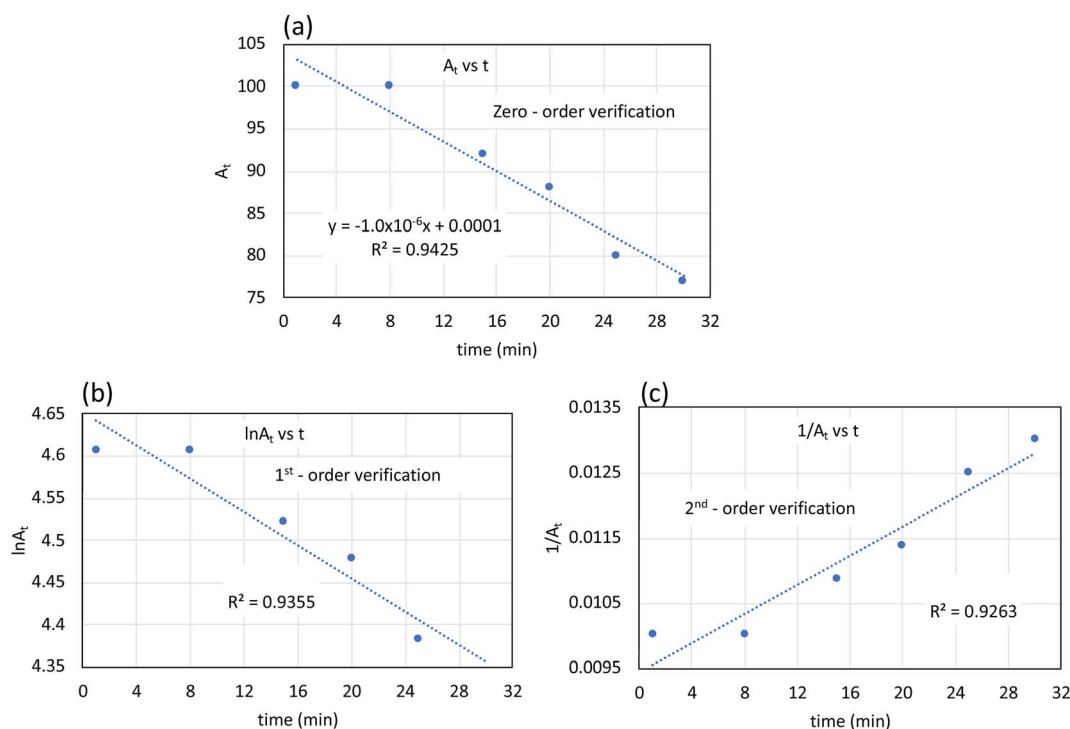 (a)
105
100
95
90
85
80
75
A_t
A_t vs t
Zero - order verification
y = -1.0x10⁻⁶x + 0.0001
R² = 0.9425
0 4 8 12 16 20 24 28 32
time (min)
(b)
4.65
4.6
4.55
4.5
4.45
4.4
4.35
lnA_t
lnA_t vs t
1ˢᵗ - order verification
R² = 0.9355
0 4 8 12 16 20 24 28 32
time (min)
(c)
0.0135
0.0125
0.0115
0.0105
0.0095
1/A_t
1/A_t vs t
2ⁿᵈ - order verification
R² = 0.9263
0 4 8 12 16 20 24 28 32
time (min)